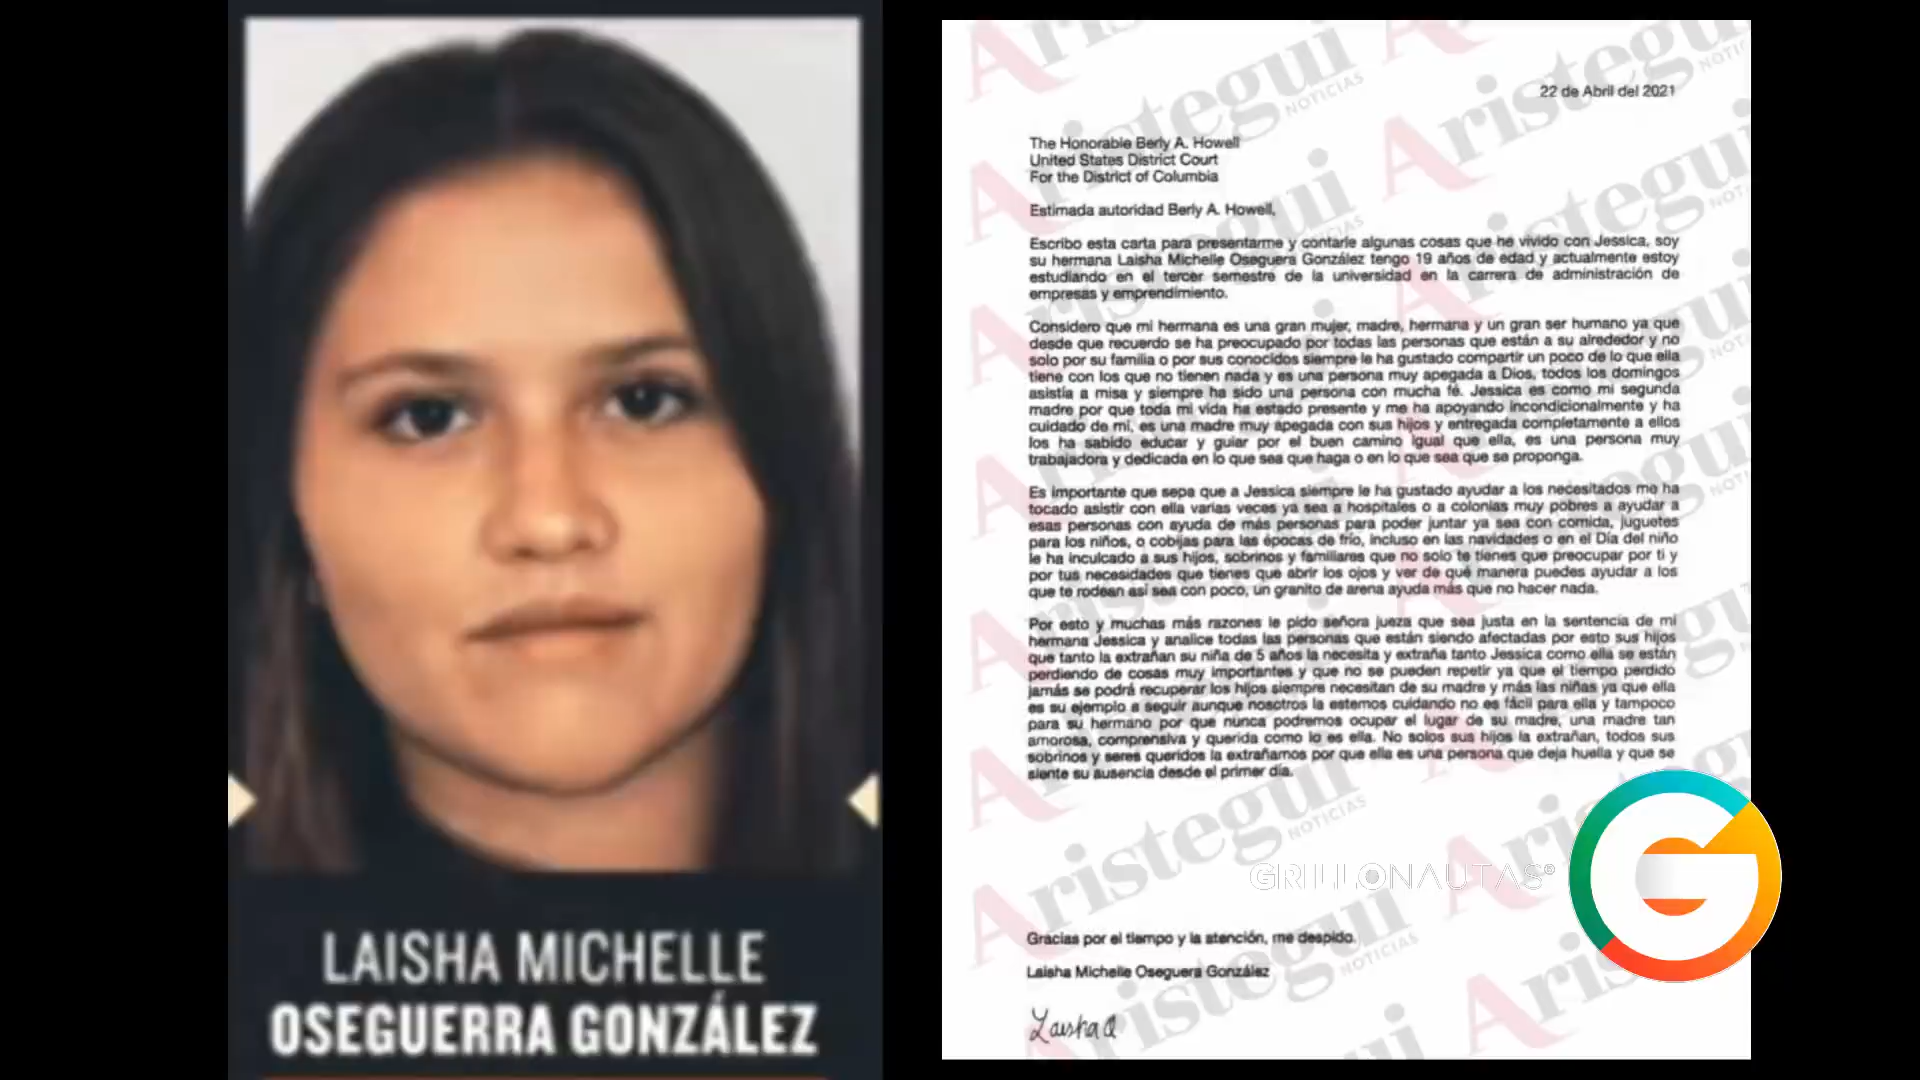 LAISHA MICHELLE
OSEGUERRA GONZÁLEZ
22 de Abril del 2021
The Honorable Berly A. Howell
United States District Court
For the District of Columbia
Estimada autoridad Berly A. Howell,
Escribo esta carta para presentarme y contarle algunas cosas que he vivido con Jessica, soy
su hermana Laisha Michelle Oseguera González tengo 19 años de edad y actualmente estoy
estudiando en el tercer semestre de la universidad en la carrera de administración de
empresas y emprendimiento.
Considero que mi hermana es una gran mujer, madre, hermana y un gran ser humano ya que
desde que recuerdo se ha preocupado por todas las personas que están a su alrededor y no
solo por su familia o por sus conocidos siempre le ha gustado compartir un poco de lo que ella
tiene con los que no tienen nada y es una persona muy apegada a Dios, todos los domingos
asistía a misa y siempre ha sido una persona con mucha fé. Jessica es como mi segunda
madre por que toda mi vida ha estado presente y me ha apoyando incondicionalmente y ha
cuidado de mi, es una madre muy apegada con sus hijos y entregada completamente a ellos
los ha sabido educar y guiar por el buen camino igual que ella, es una persona muy
trabajadora y dedicada en lo que sea que haga o en lo que sea que se proponga.
Es importante que sepa que a Jessica siempre le ha gustado ayudar a los necesitados me ha
tocado asistir con ella varias veces ya sea a hospitales o a colonias muy pobres a ayudar a
esas personas con ayuda de más personas para poder juntar ya sea con comida, juguetes
para los niños, o cobijas para las épocas de frío, incluso en las navidades o en el Día del niño
le ha inculcado a sus hijos, sobrinos y familiares que no solo te tienes que preocupar por ti y
por tus necesidades que tienes que abrir los ojos y ver de qué manera puedes ayudar a los
que te rodean así sea con poco, un granito de arena ayuda más que no hacer nada.
Por esto y muchas más razones le pido señora jueza que sea justa en la sentencia de mi
hermana Jessica y analice todas las personas que están siendo afectadas por esto sus hijos
que tanto la extrañan su niña de 5 años la necesita y extraña tanto Jessica como ella se están
perdiendo de cosas muy importantes y que no se pueden repetir ya que el tiempo perdido
jamás se podrá recuperar los hijos siempre necesitan de su madre y más las niñas ya que ella
es su ejemplo a seguir aunque nosotros la estemos cuidando no es fácil para ella y tampoco
para su hermano por que nunca podremos ocupar el lugar de su madre, una madre tan
amorosa, comprensiva y querida como lo es ella. No solos sus hijos la extrañan, todos sus
sobrinos y seres queridos la extrañamos por que ella es una persona que deja huella y que se
siente su ausencia desde el primer día.
Gracias por el tiempo y la atención, me despido.
Laisha Michelle Oseguera González
Laisha O
Aristegui
NOTICIAS
GRILLONAUTAS
G